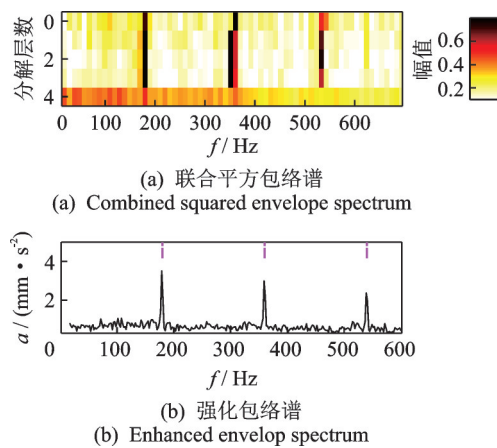 0
2
4
分解层数
0 100 200 300 400 500 600
f / Hz
0.6
0.4
0.2
幅值
(a) 联合平方包络谱
(a) Combined squared envelope spectrum
4
2
a / (mm • s⁻²)
0 100 200 300 400 500 600
f / Hz
(b) 强化包络谱
(b) Enhanced envelop spectrum